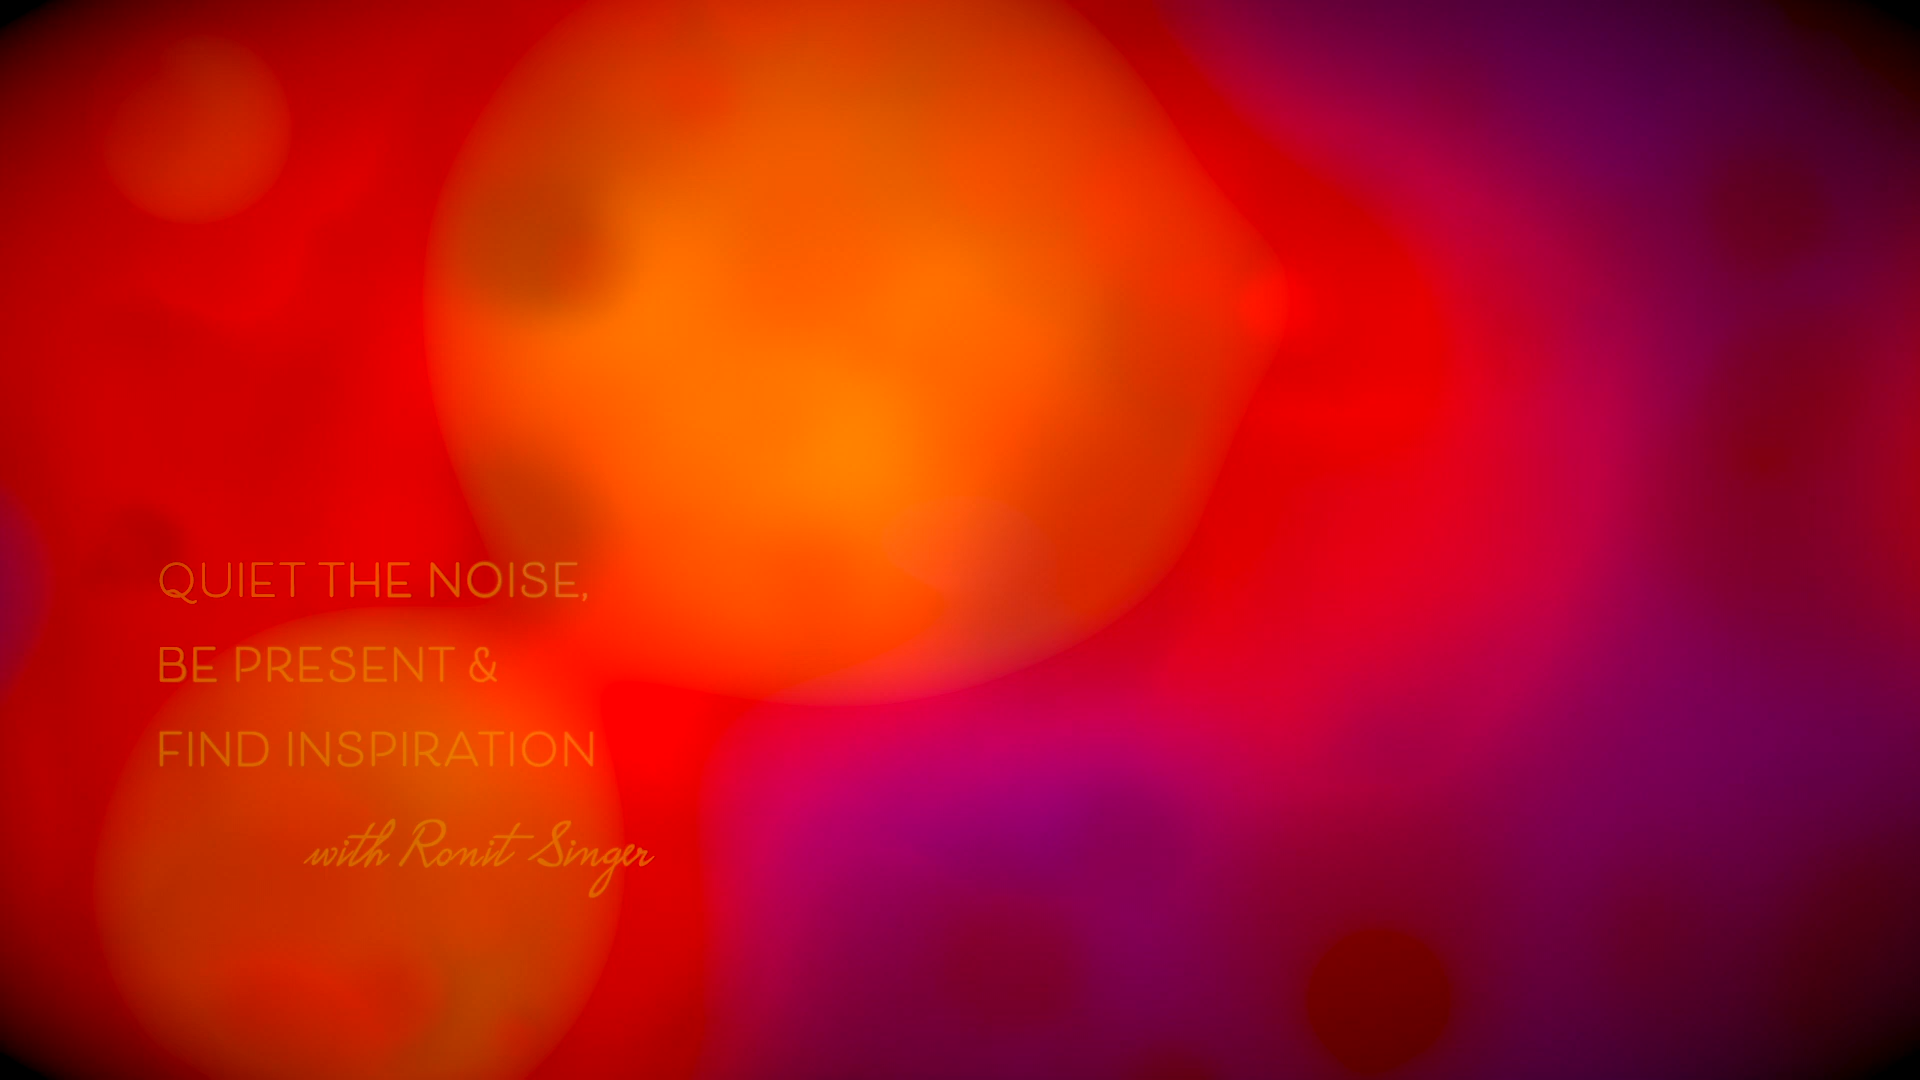 QUIET THE NOISE,
BE PRESENT &
FIND INSPIRATION
with Ronit Singer